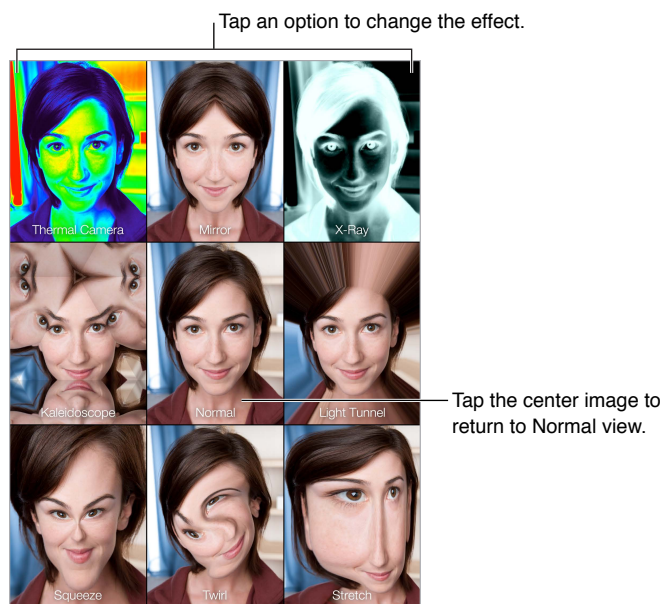 Tap an option to change the effect.
Thermal Camera
Mirror
X-Ray
Kaleidoscope
Normal
Light Tunnel
Tap the center image to
return to Normal view.
Squeeze
Twirl
Stretch